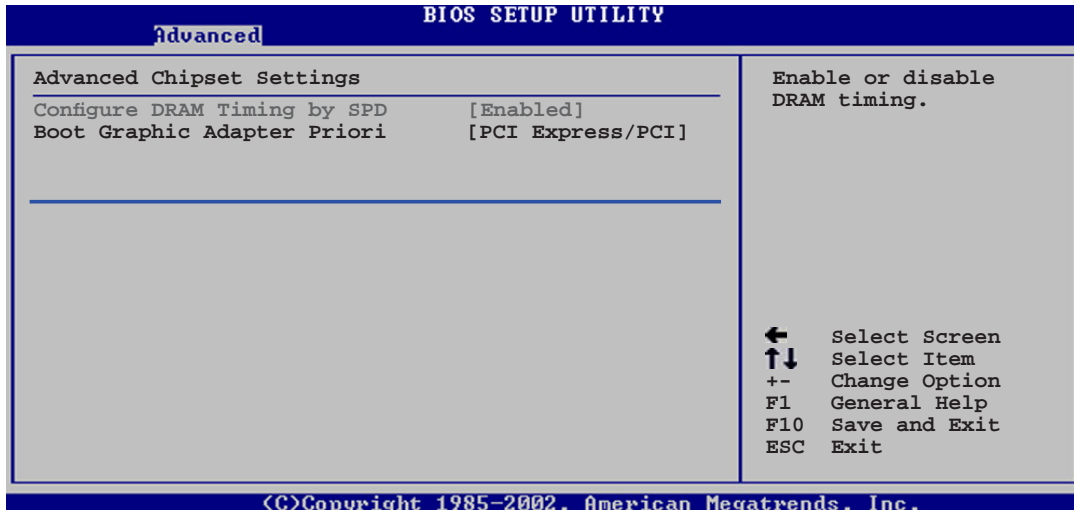 BIOS SETUP UTILITY
Advanced
Advanced Chipset Settings
Configure DRAM Timing by SPD [Enabled]
Boot Graphic Adapter Priori [PCI Express/PCI]
Enable or disable
DRAM timing.
← Select Screen
↑↓ Select Item
+- Change Option
F1 General Help
F10 Save and Exit
ESC Exit
(C)Copyright 1985-2002, American Megatrends, Inc.